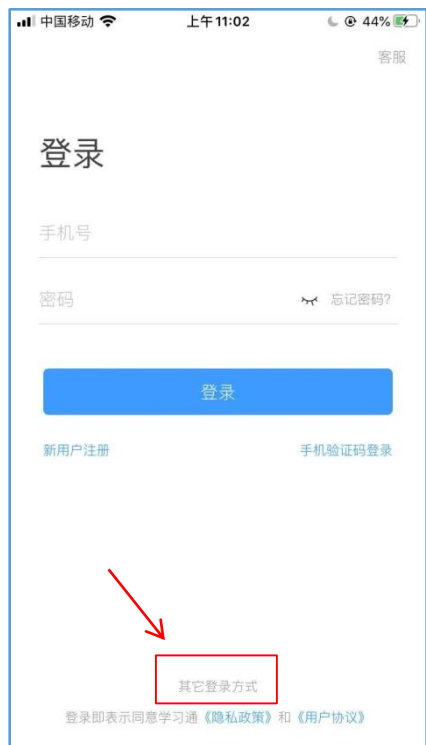 中国移动 上午11:02 44%
客服
登录
手机号
密码 忘记密码?
登录
新用户注册 手机验证码登录
其它登录方式
登录即表示同意学习通《隐私政策》和《用户协议》